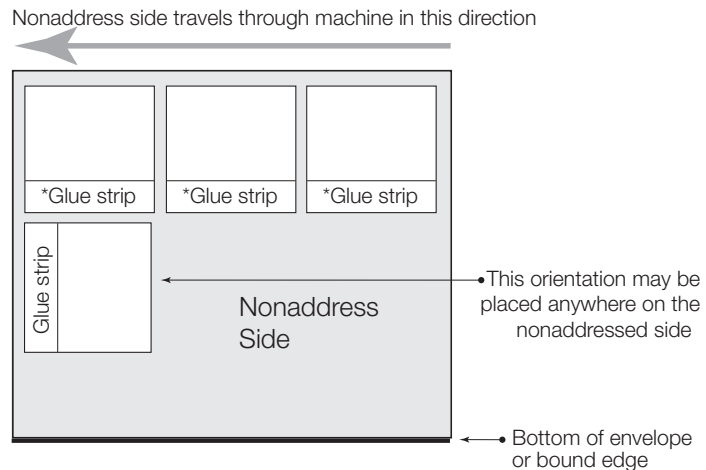 Nonaddress side travels through machine in this direction
*Glue strip
*Glue strip
*Glue strip
Glue strip
This orientation may be
placed anywhere on the
nonaddressed side
Nonaddress
Side
Bottom of envelope
or bound edge